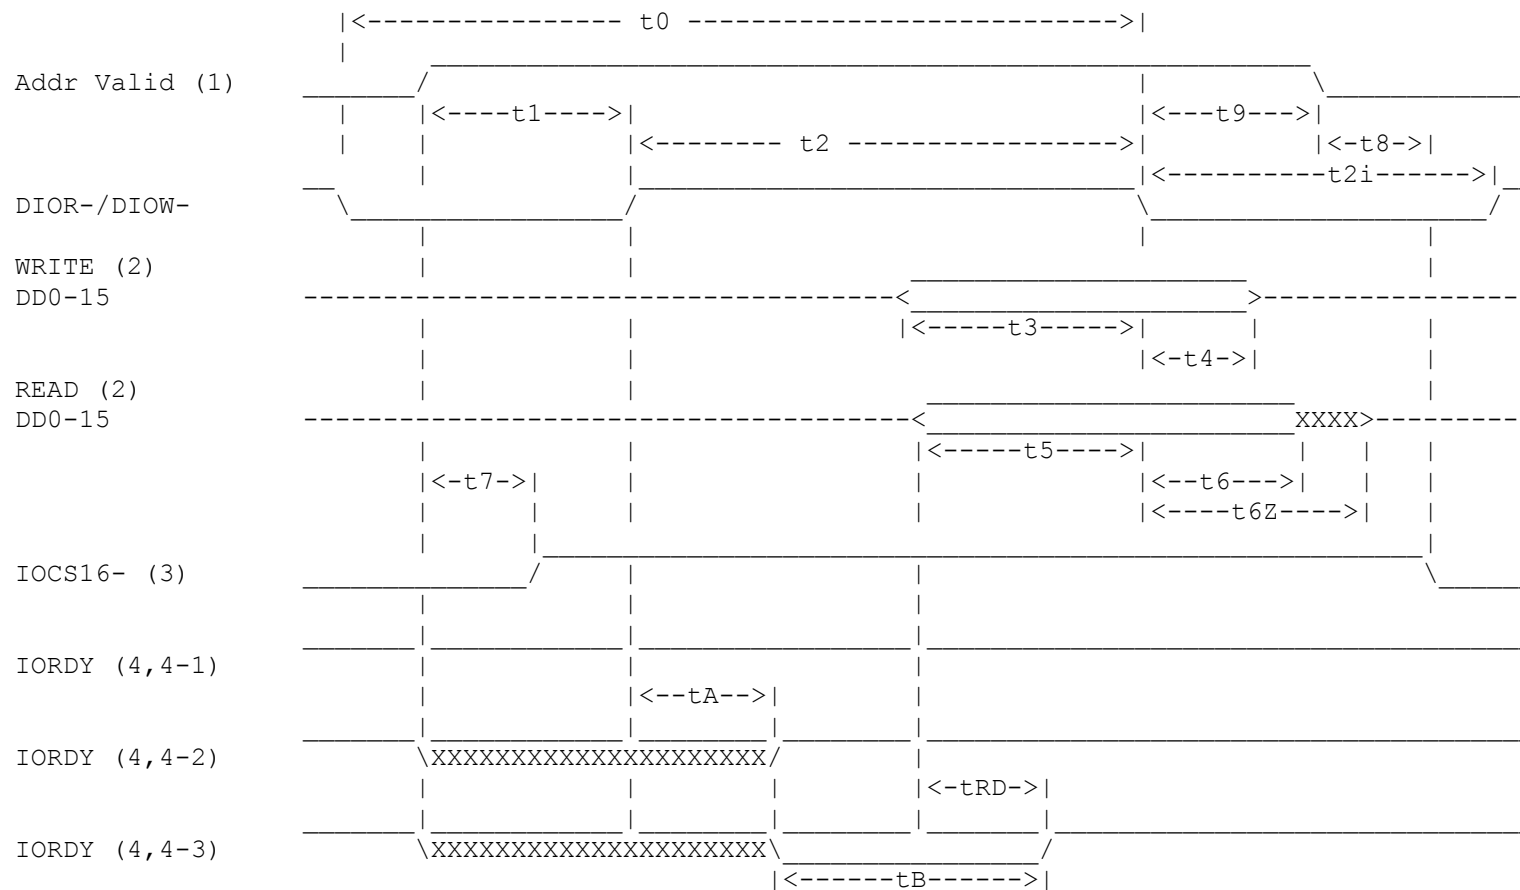 |<---------------- t0 --------------------------->|
Addr Valid (1)
|<----t1---->| |<---t9--->|
|<-------- t2 ----------------->| |<-t8->|
|<----------t2i------>|
DIOR-/DIOW-
WRITE (2)
DD0-15
|<-----t3----->|
|<-t4->|
READ (2)
DD0-15 XXXX
|<-----t5---->|
|<-t7->| |<--t6--->|
|<----t6Z---->|
IOCS16- (3)
IORDY (4,4-1)
|<--tA-->|
IORDY (4,4-2) \XXXXXXXXXXXXXXXXXXXXX/
|<-tRD->|
IORDY (4,4-3) \XXXXXXXXXXXXXXXXXXXXX\
|<------tB------>|